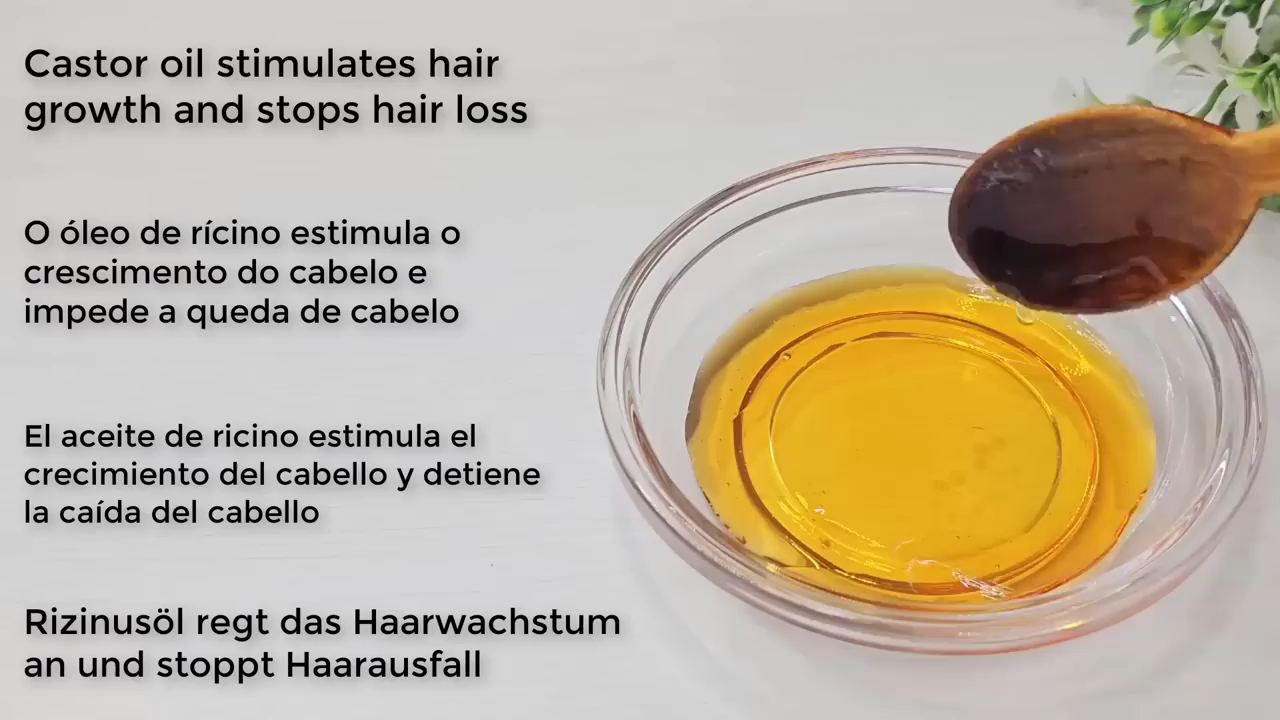 Castor oil stimulates hair
growth and stops hair loss
O óleo de rícino estimula o
crescimento do cabelo e
impede a queda de cabelo
El aceite de ricino estimula el
crecimiento del cabello y detiene
la caída del cabello
Rizinusöl regt das Haarwachstum
an und stoppt Haarausfall